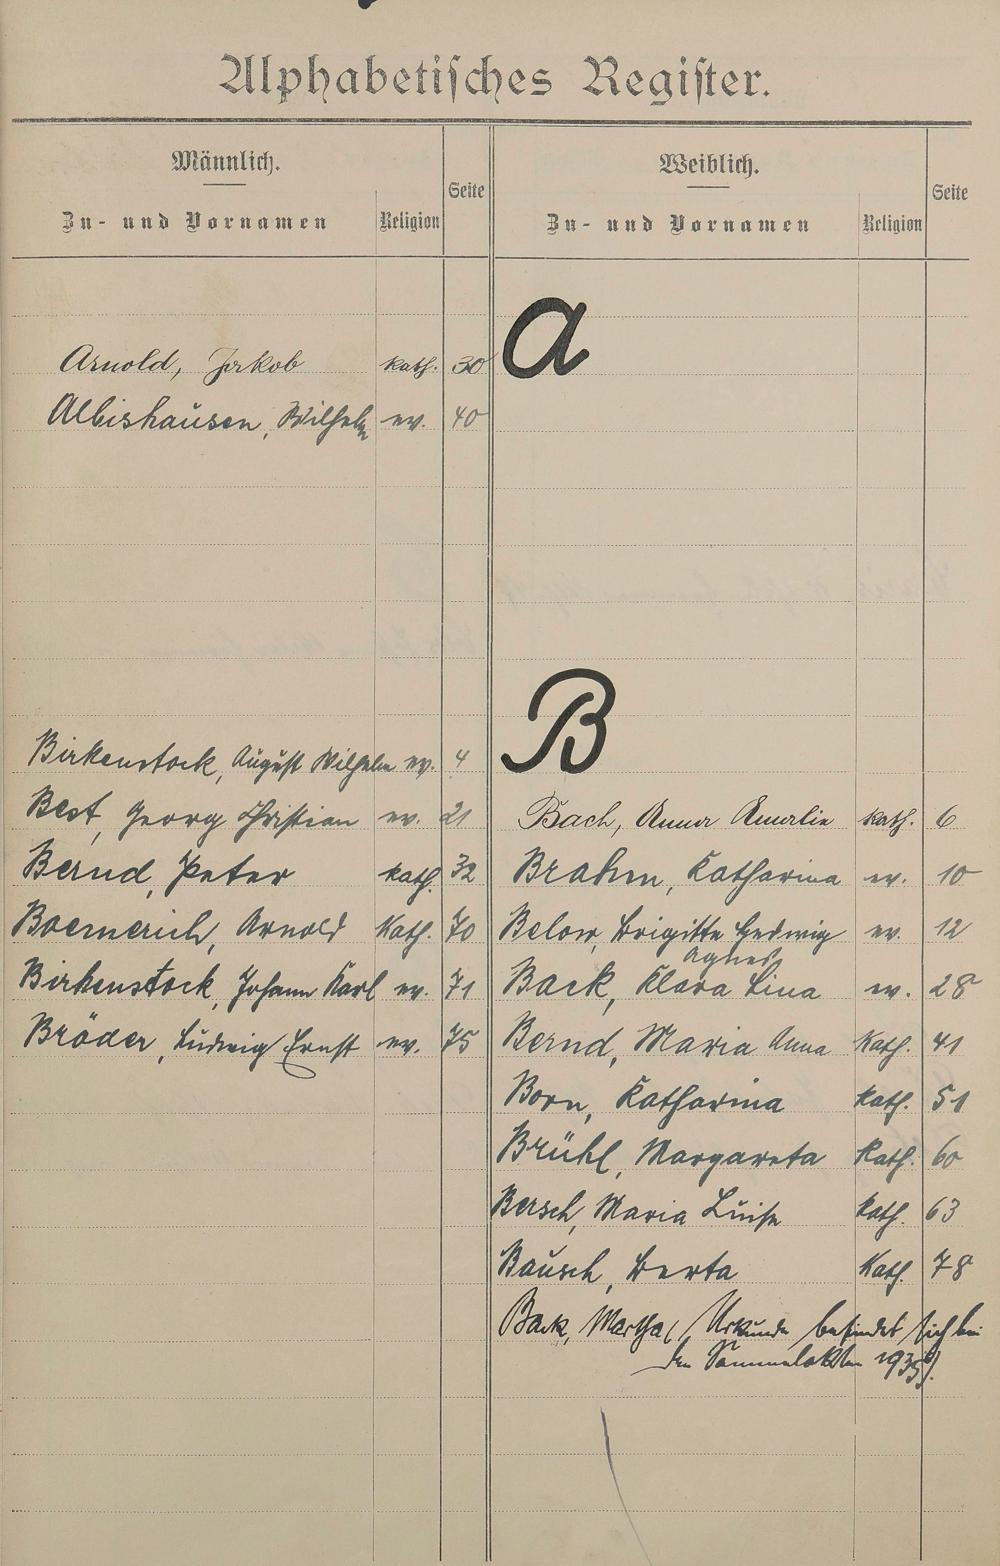 Alphabetisches Register.
Männlich.
Zu- und Vornamen Religion Seite
Weiblich.
Zu- und Vornamen Religion Seite
A
Arnold, Jakob kath. 30
Albishausen, Wilhelm ev. 40
B
Birkenstock, August Wilhelm ev. 4
Best, Georg Christian ev. 21
Bernd, Peter kath. 32
Boemerich, Arnold Kath. 70
Birkenstock, Johann Karl ev. 71
Bröder, Ludwig Ernst ev. 75
Bach, Anna Amalie kath. 6
Brahm, Katharina ev. 10
Below, Brigitte Hedwig ev. 12
Agnes
Back, Klara Lina ev. 28
Bernd, Maria Anna Kath. 41
Born, Katharina kath. 51
Brühl, Margareta Kath. 60
Bersch, Maria Luise kath. 63
Bausch, Berta Kath. 78
Back, Martha (Urkunde befindet sich bei
den Sammelakten 1935).